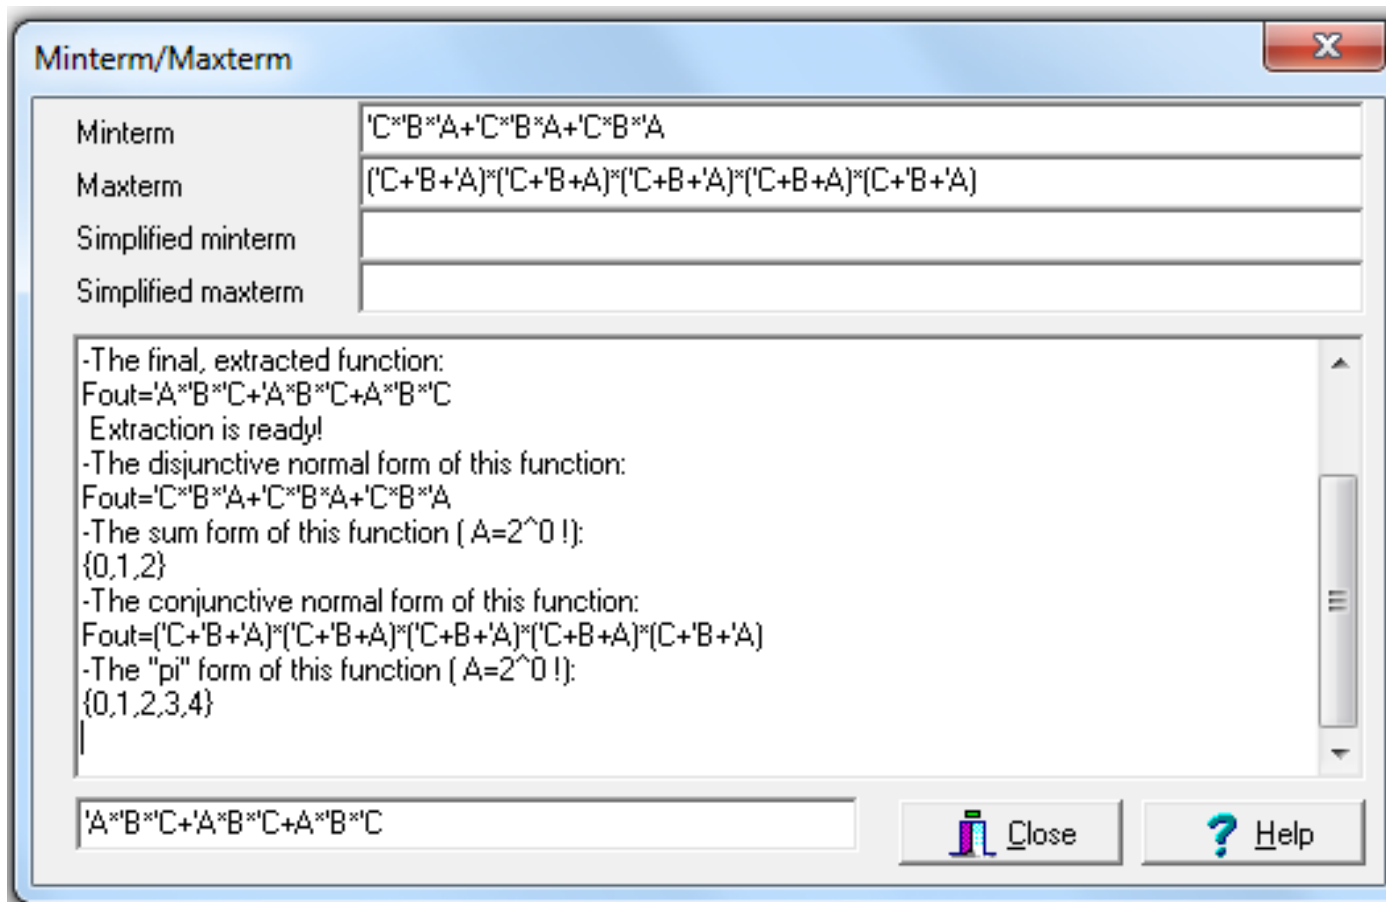 Minterm/Maxterm
Minterm 'C*'B*'A+'C*'B*A+'C*B*'A
Maxterm ('C+'B+'A)*('C+'B+A)*('C+B+'A)*('C+B+A)*(C+'B+'A)
Simplified minterm
Simplified maxterm
-The final, extracted function:
Fout='A*'B*'C+'A*B*'C+A*'B*'C
Extraction is ready!
-The disjunctive normal form of this function:
Fout='C*'B*'A+'C*'B*A+'C*B*'A
-The sum form of this function ( A=2^0 !):
{0,1,2}
-The conjunctive normal form of this function:
Fout=('C+'B+'A)*('C+'B+A)*('C+B+'A)*('C+B+A)*(C+'B+'A)
-The "pi" form of this function ( A=2^0 !):
{0,1,2,3,4}
'A*'B*'C+'A*B*'C+A*'B*'C
Close
? Help